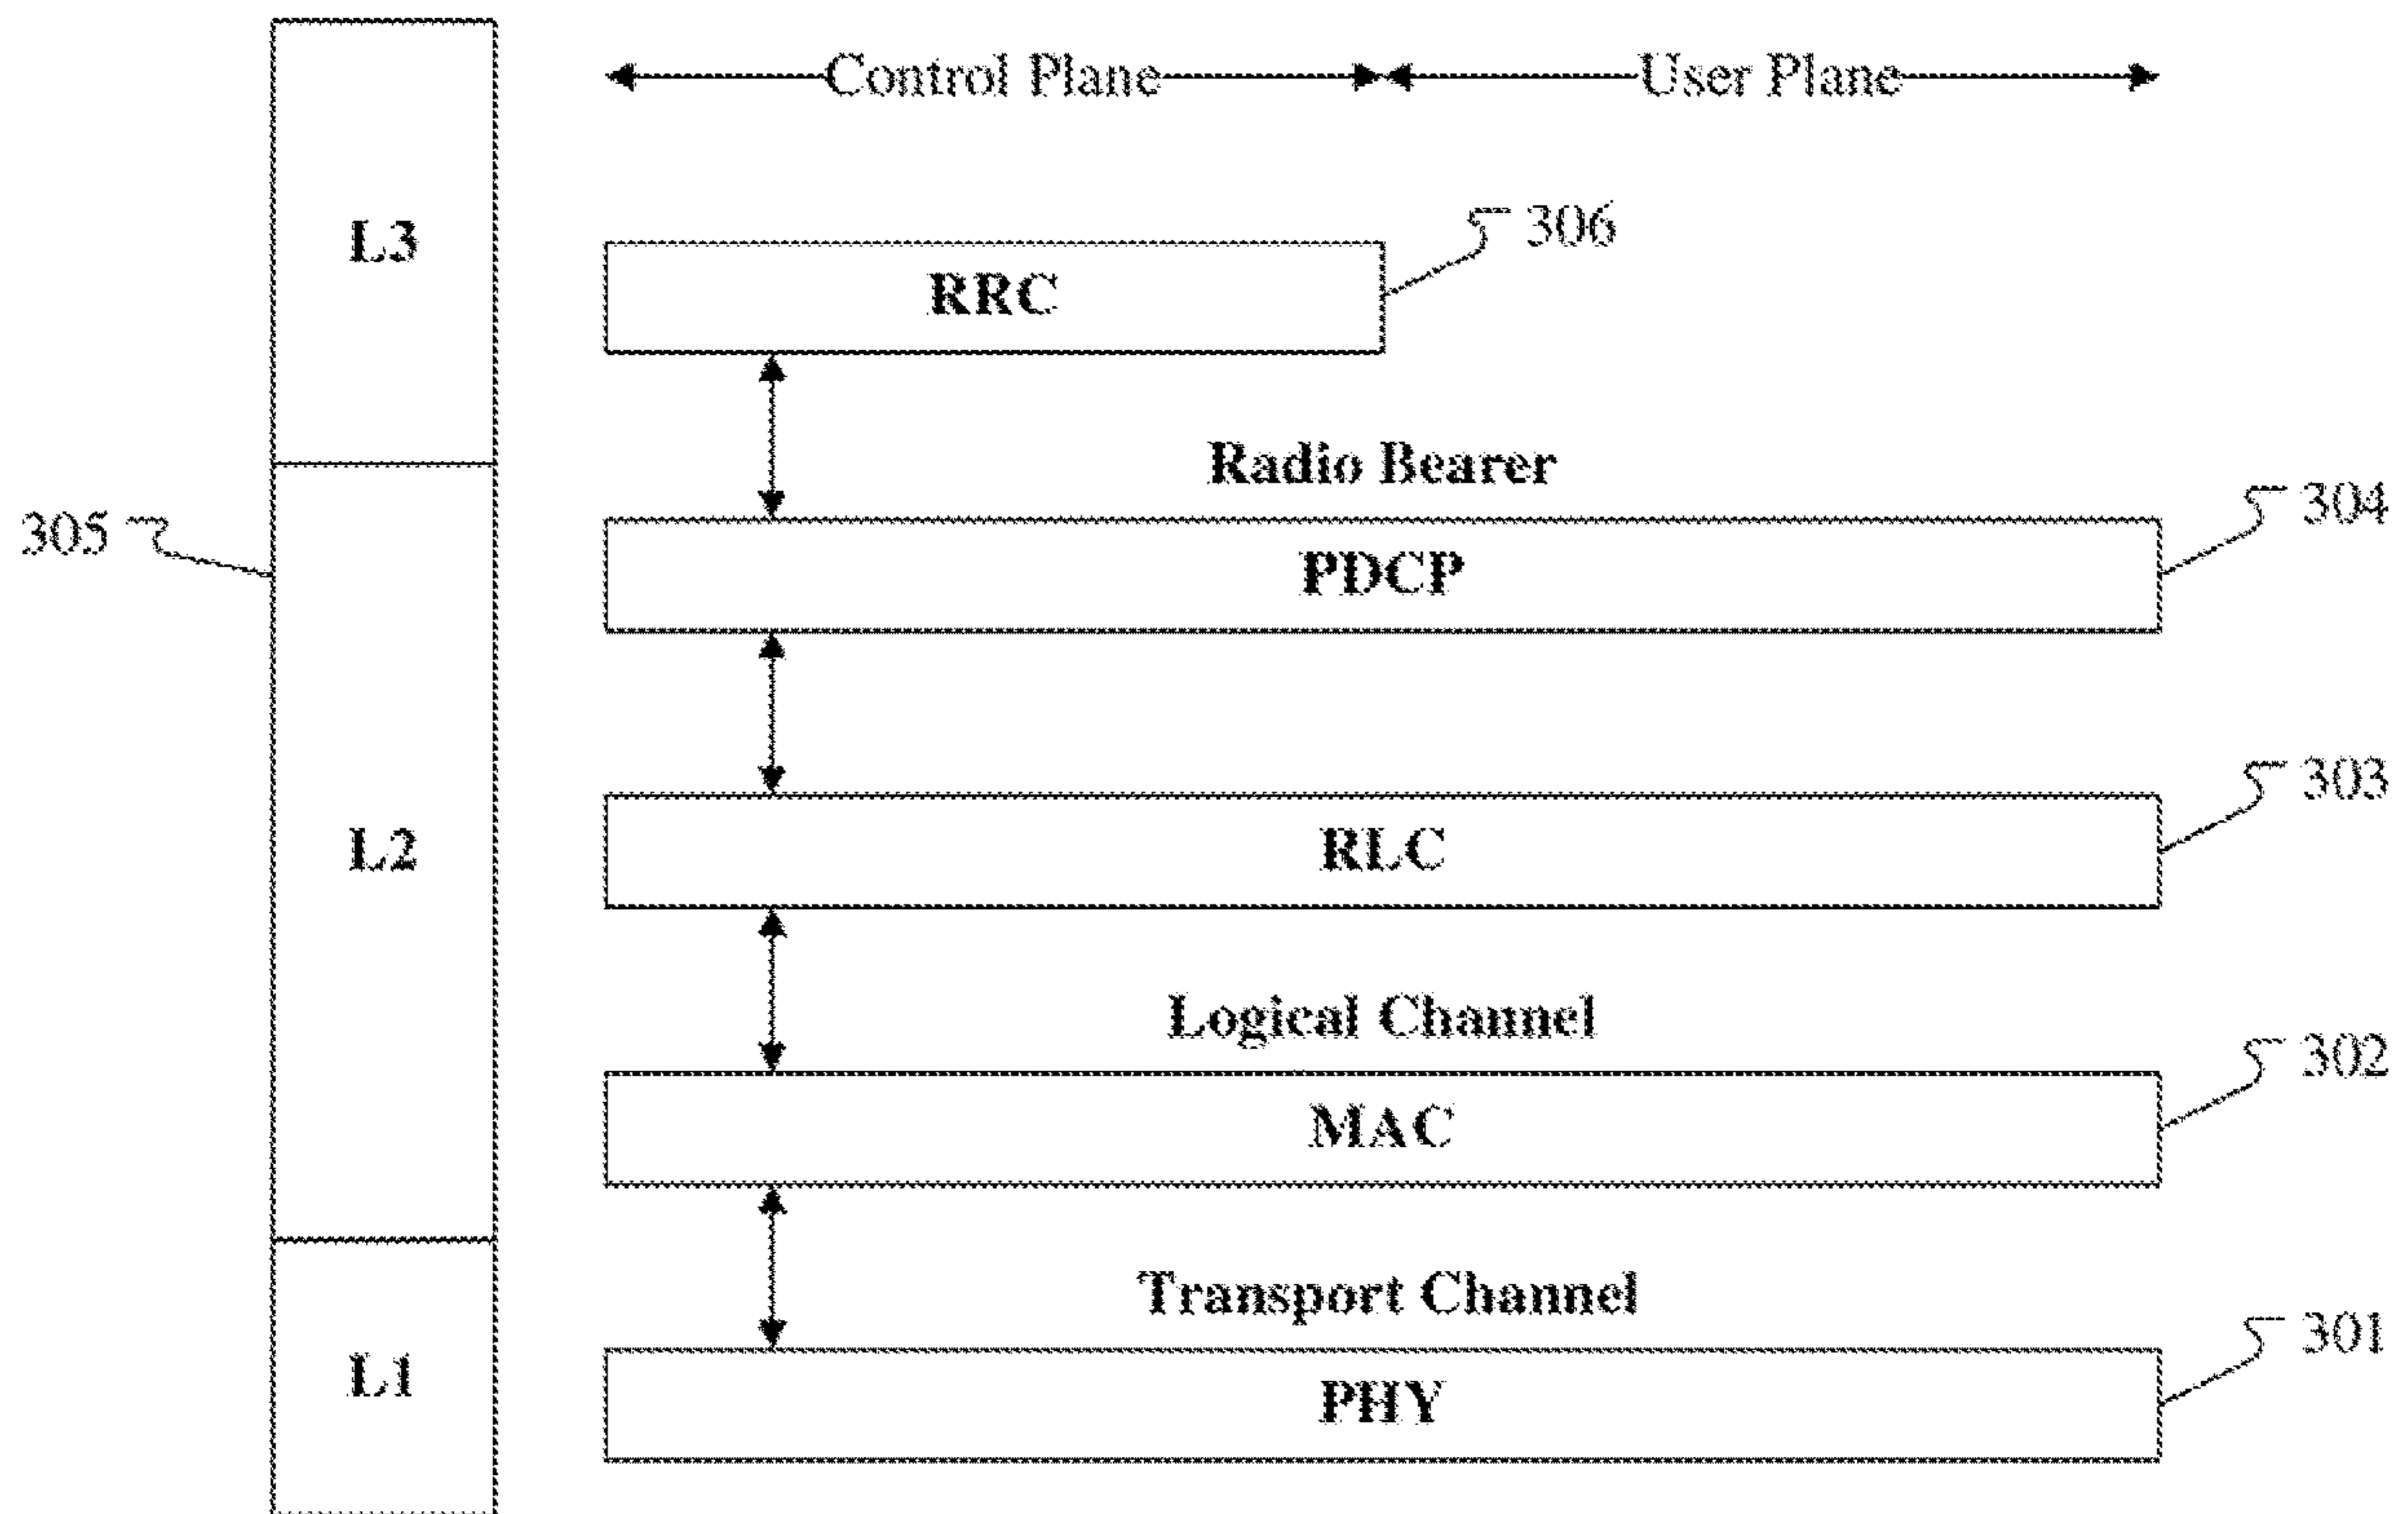 Control Plane User Plane
306
L3
RRC
Radio Bearer
304
305
PDCP
303
L2
RLC
Logical Channel
302
MAC
Transport Channel
301
L1
PHY